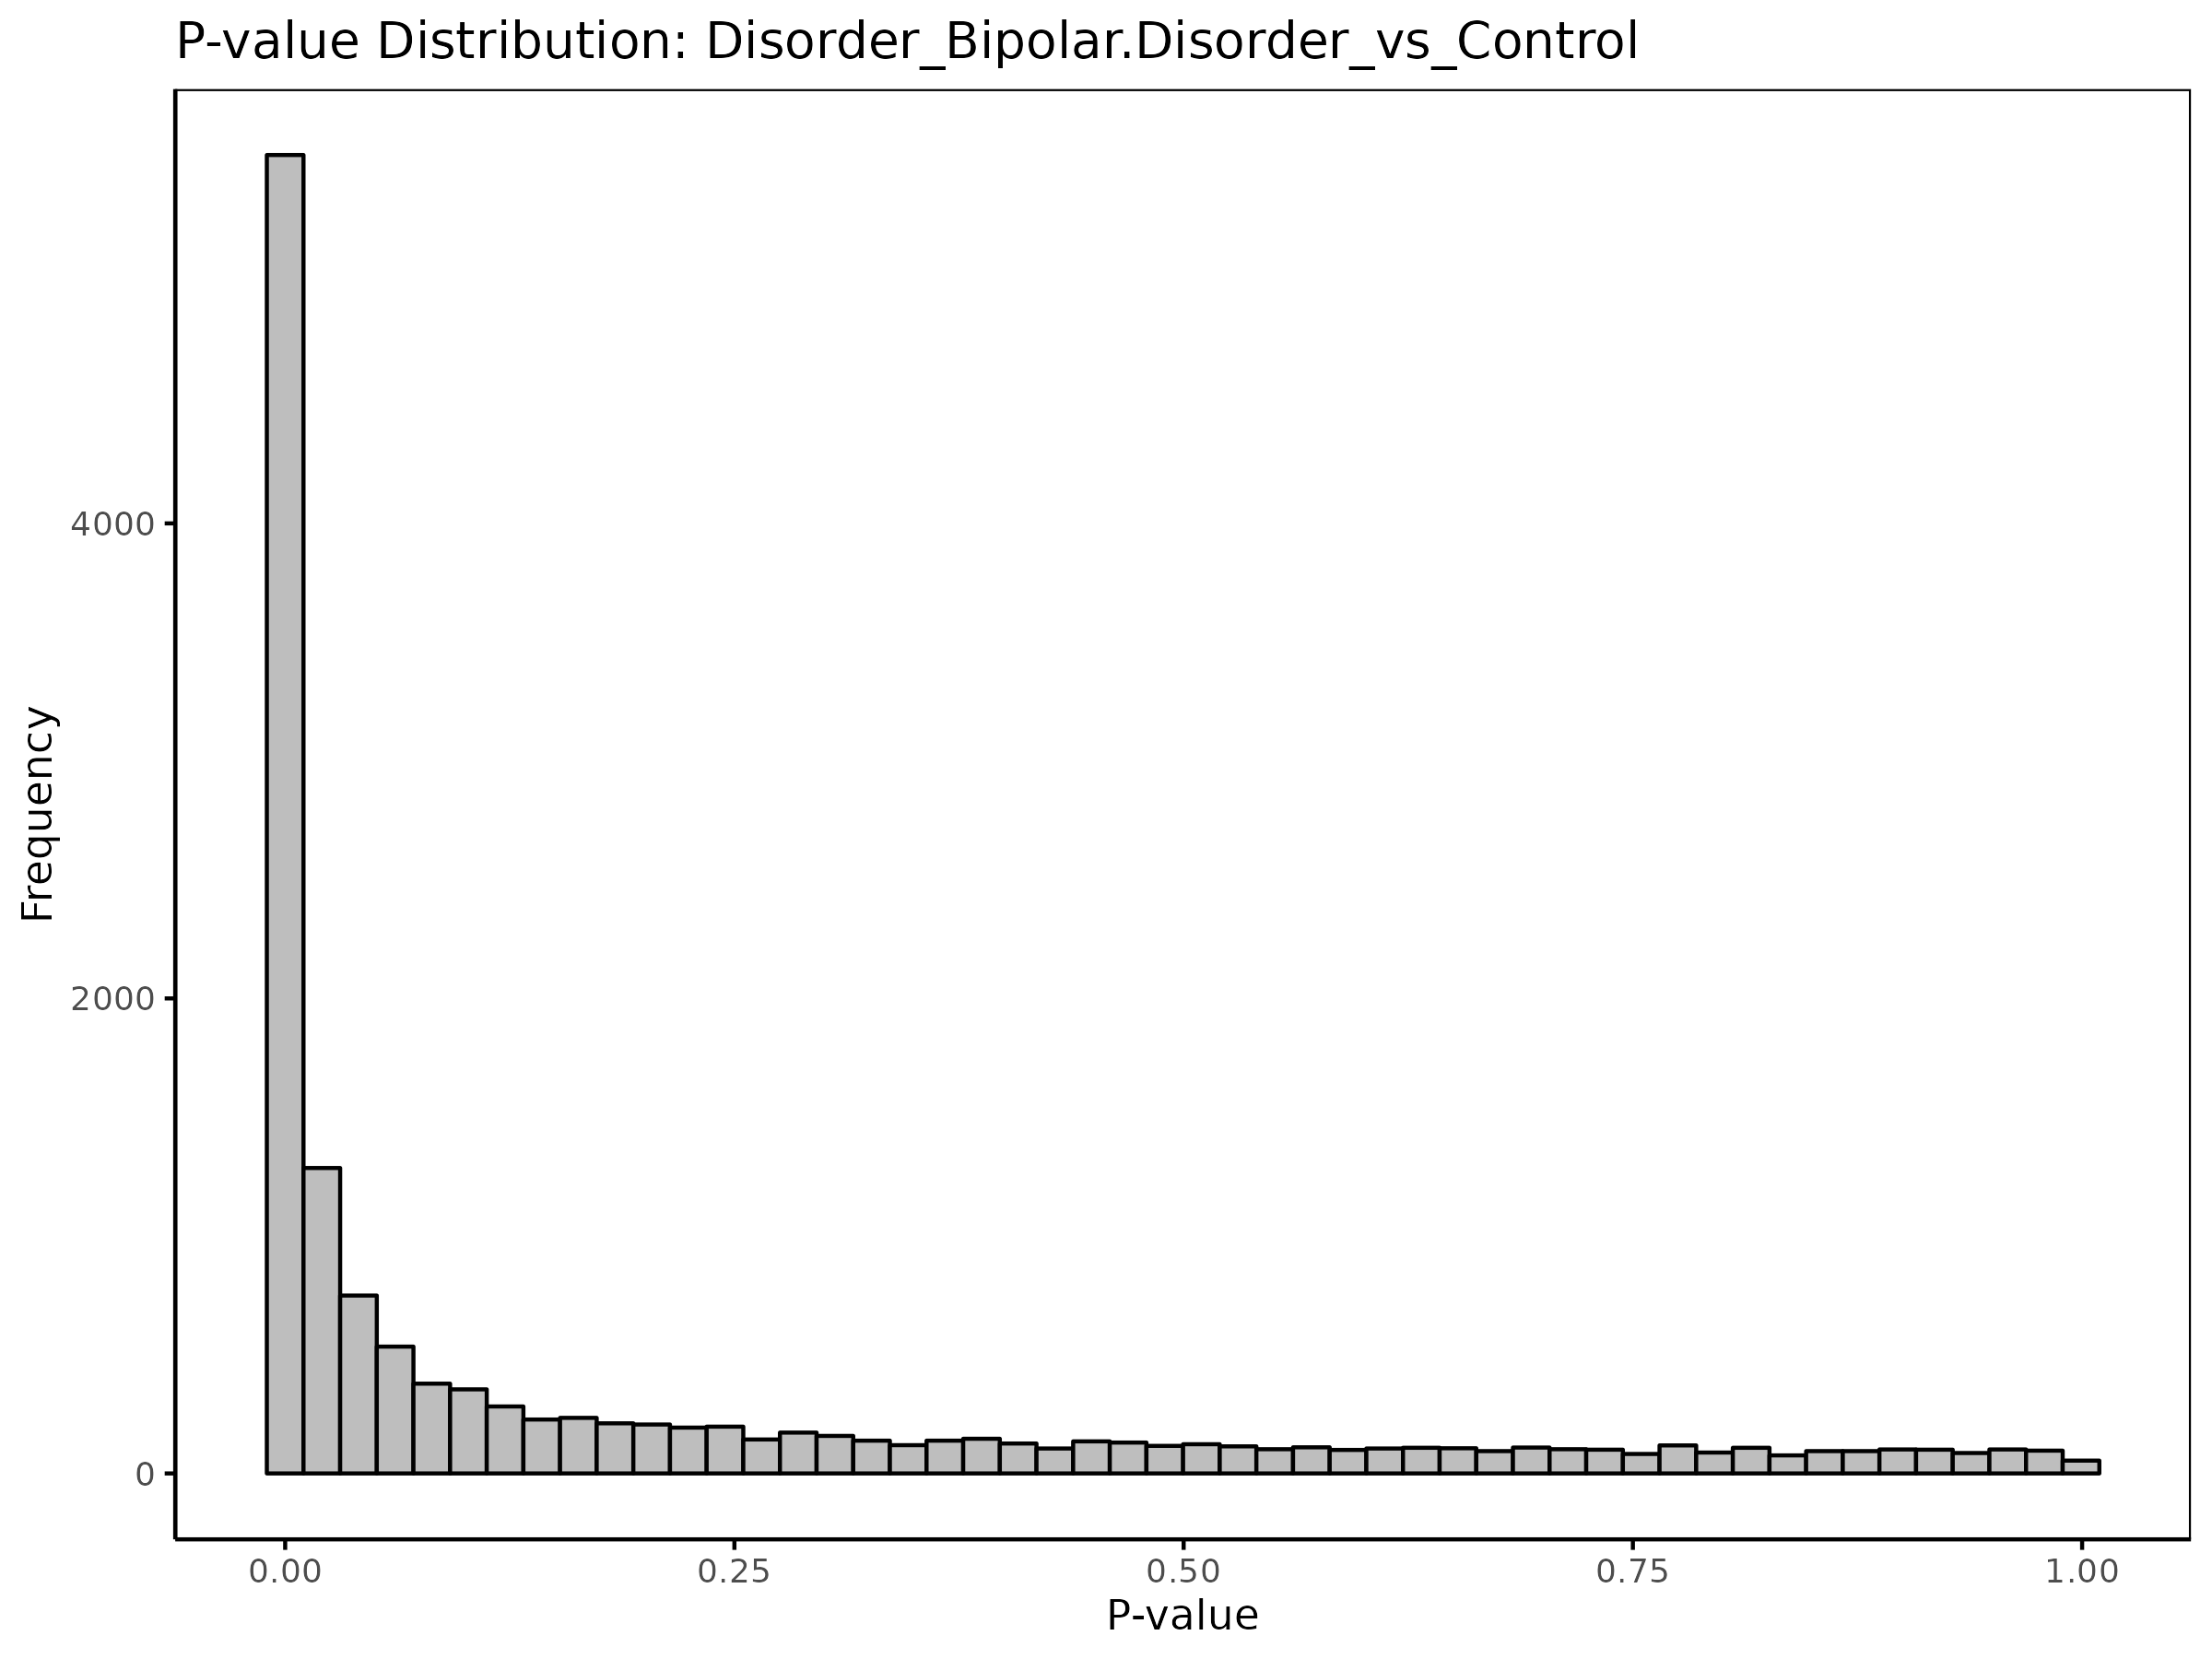 P-value Distribution: Disorder_Bipolar.Disorder_vs_Control
Frequency
4000
2000
0
0.00 0.25 0.50 0.75 1.00
P-value